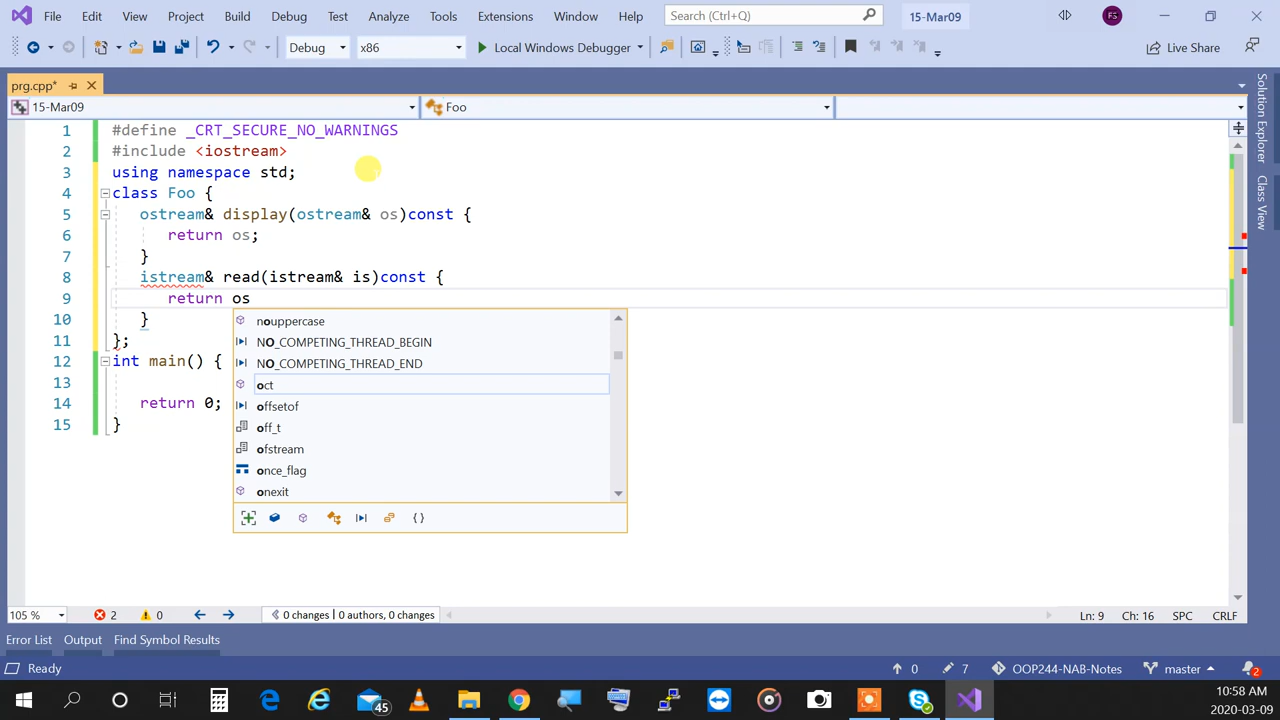 File Edit View Project Build Debug Test Analyze Tools Extensions Window Help Search (Ctrl+Q) 15-Mar09 FS
Debug x86 Local Windows Debugger Live Share
prg.cpp*
15-Mar09 Foo
1 #define _CRT_SECURE_NO_WARNINGS
2 #include <iostream>
3 using namespace std;
4 class Foo {
5 ostream& display(ostream& os)const {
6 return os;
7 }
8 istream& read(istream& is)const {
9 return os
10 }
11 };
12 int main() {
13
14 return 0;
15 }
nouppercase
NO_COMPETING_THREAD_BEGIN
NO_COMPETING_THREAD_END
oct
offsetof
off_t
ofstream
once_flag
onexit
Solution Explorer
Class View
105 % 2 0 0 changes | 0 authors, 0 changes Ln: 9 Ch: 16 SPC CRLF
Error List Output Find Symbol Results
Ready 0 7 OOP244-NAB-Notes master 2
45
10:58 AM
2020-03-09